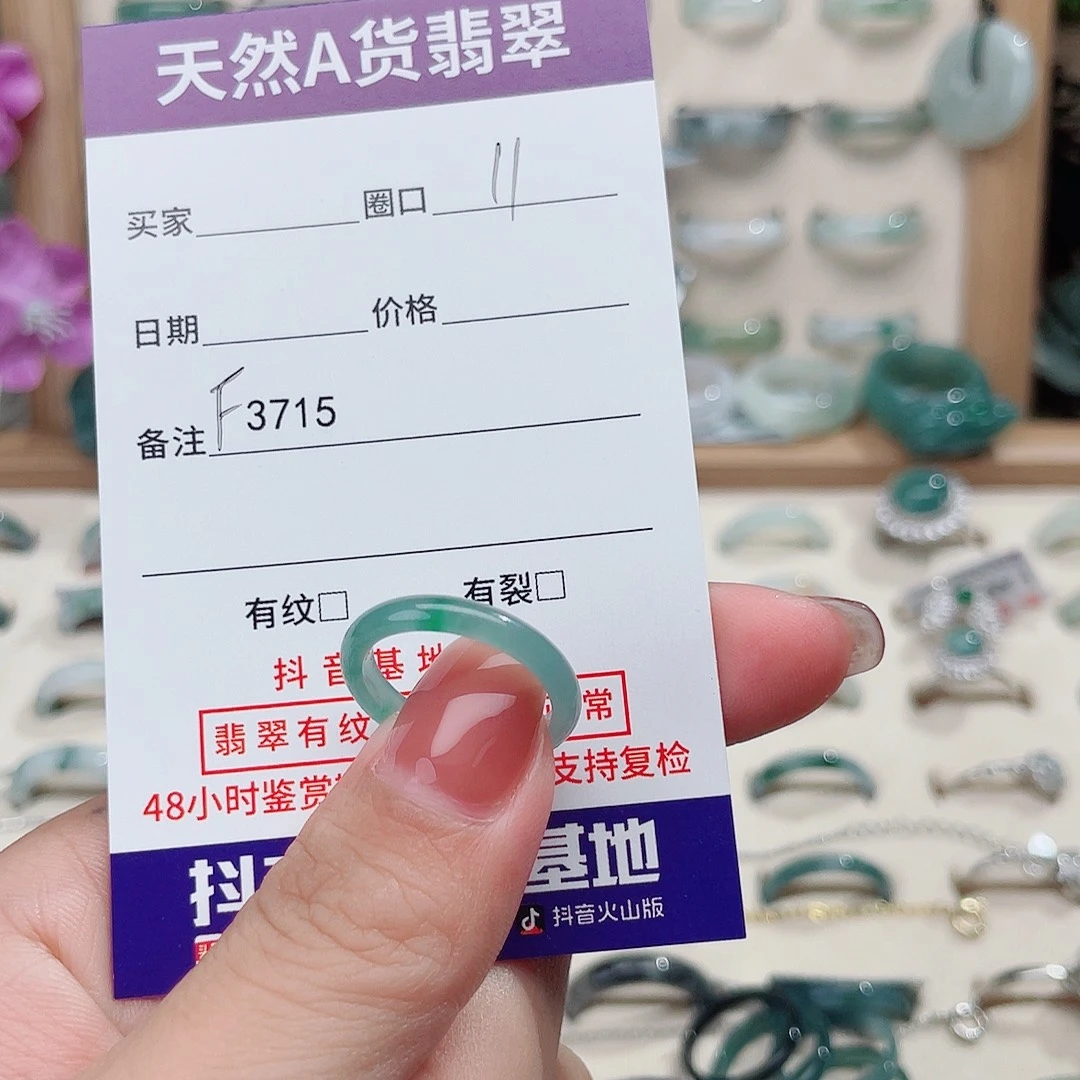 天然A货翡翠
买家 圈口 11
日期 价格
备注 F3715
有纹□ 有裂□
抖音基地
翡翠有纹 常
48小时鉴赏 支持复检
抖 基地
抖音火山版